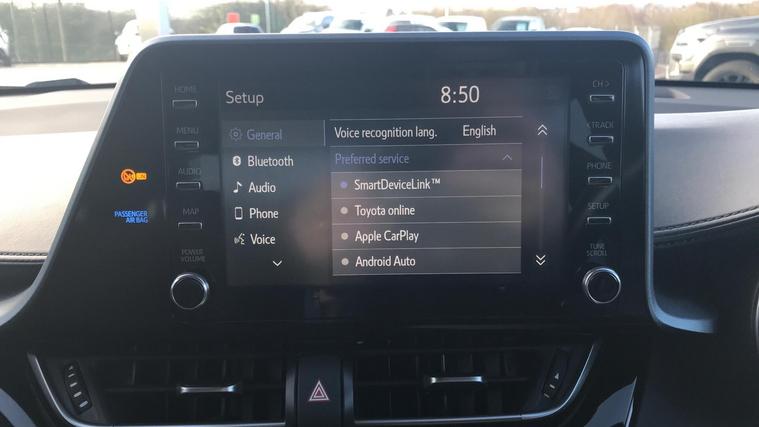 Setup 8:50
General
Bluetooth
Audio
Phone
Voice
Voice recognition lang. English
Preferred service
SmartDeviceLink™
Toyota online
Apple CarPlay
Android Auto
HOME
MENU
AUDIO
MAP
POWER
VOLUME
CH >
TRACK
PHONE
SETUP
TUNE
SCROLL
PASSENGER
AIR BAG